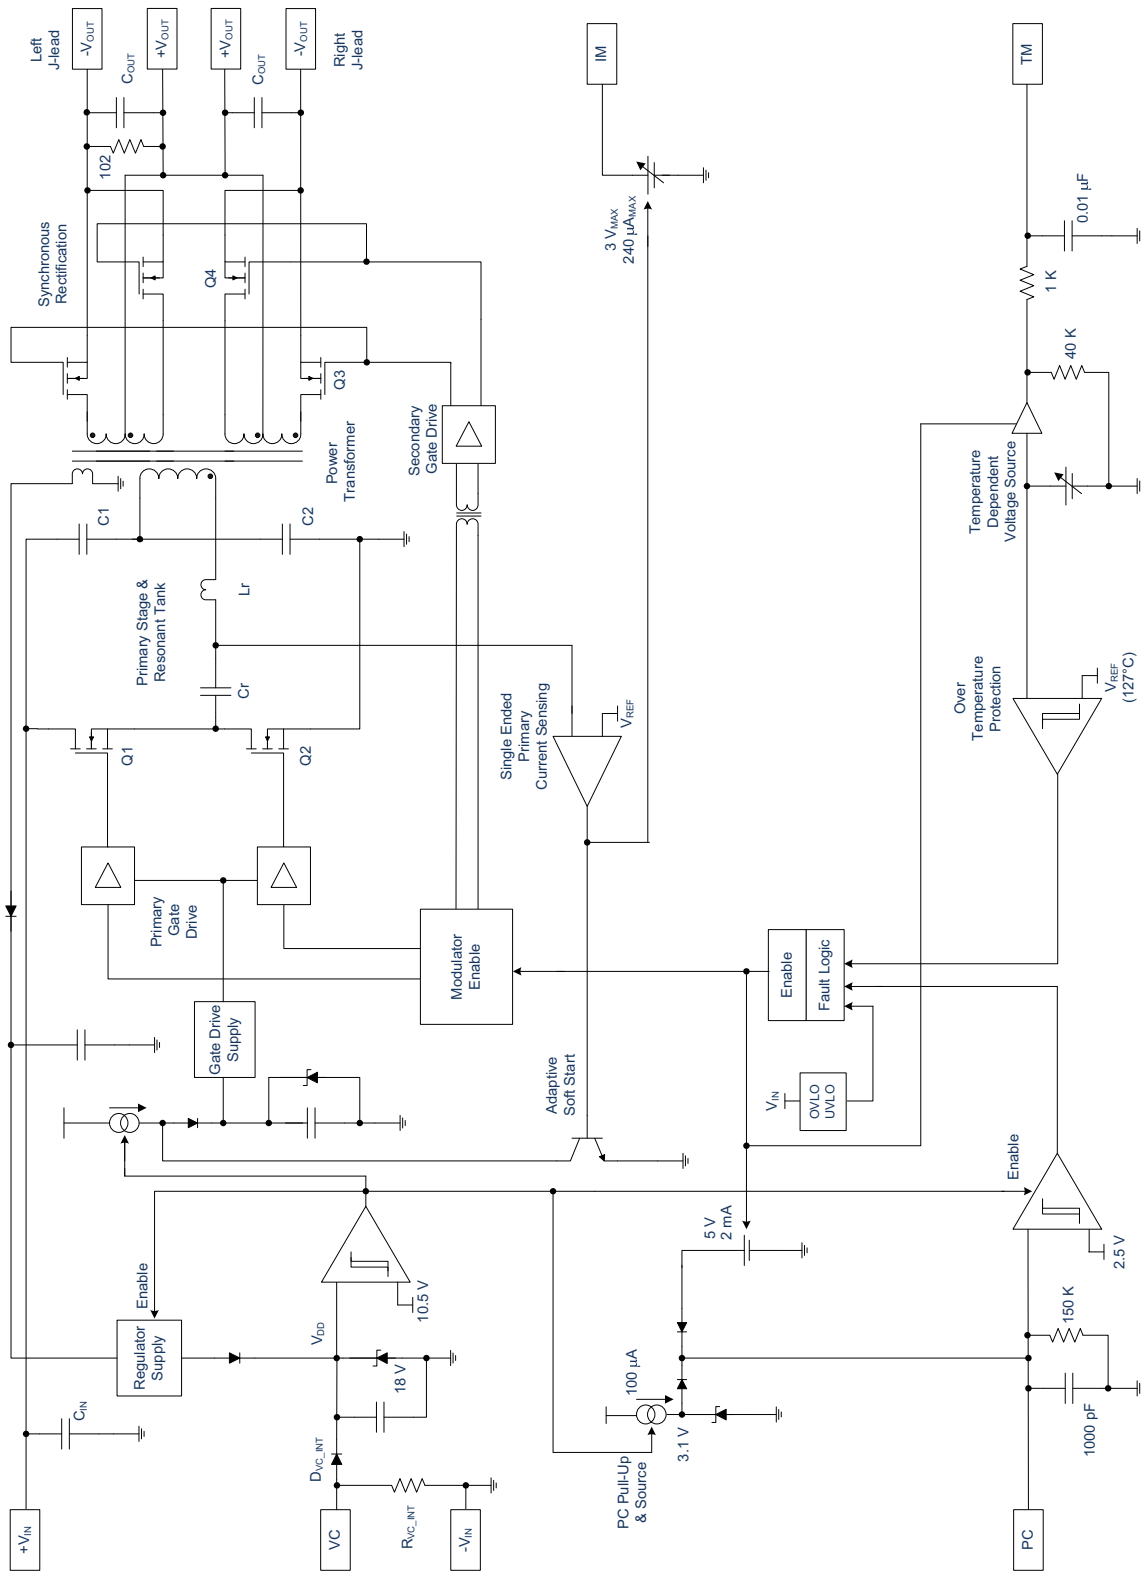 +VIN
CIN
Regulator
Supply
Enable
VDD
18 V
10.5 V
VC
DVC_INT
RVC_INT
-VIN
Gate Drive
Supply
Primary
Gate
Drive
Modulator
Enable
Q1
Q2
Cr
Lr
Primary Stage &
Resonant Tank
C1
C2
Power
Transformer
Synchronous
Rectification
Q3
Q4
Secondary
Gate Drive
102
COUT
COUT
Left
J-lead
-VOUT
+VOUT
+VOUT
-VOUT
Right
J-lead
Adaptive
Soft Start
Single Ended
Primary
Current Sensing
VREF
3 VMAX
240 μAMAX
IM
PC Pull-Up
& Source
100 μA
3.1 V
5 V
2 mA
VIN
OVLO
UVLO
Enable
Fault Logic
Over
Temperature
Protection
VREF
(127°C)
Temperature
Dependent
Voltage Source
40 K
1 K
0.01 μF
TM
PC
1000 pF
150 K
2.5 V
Enable